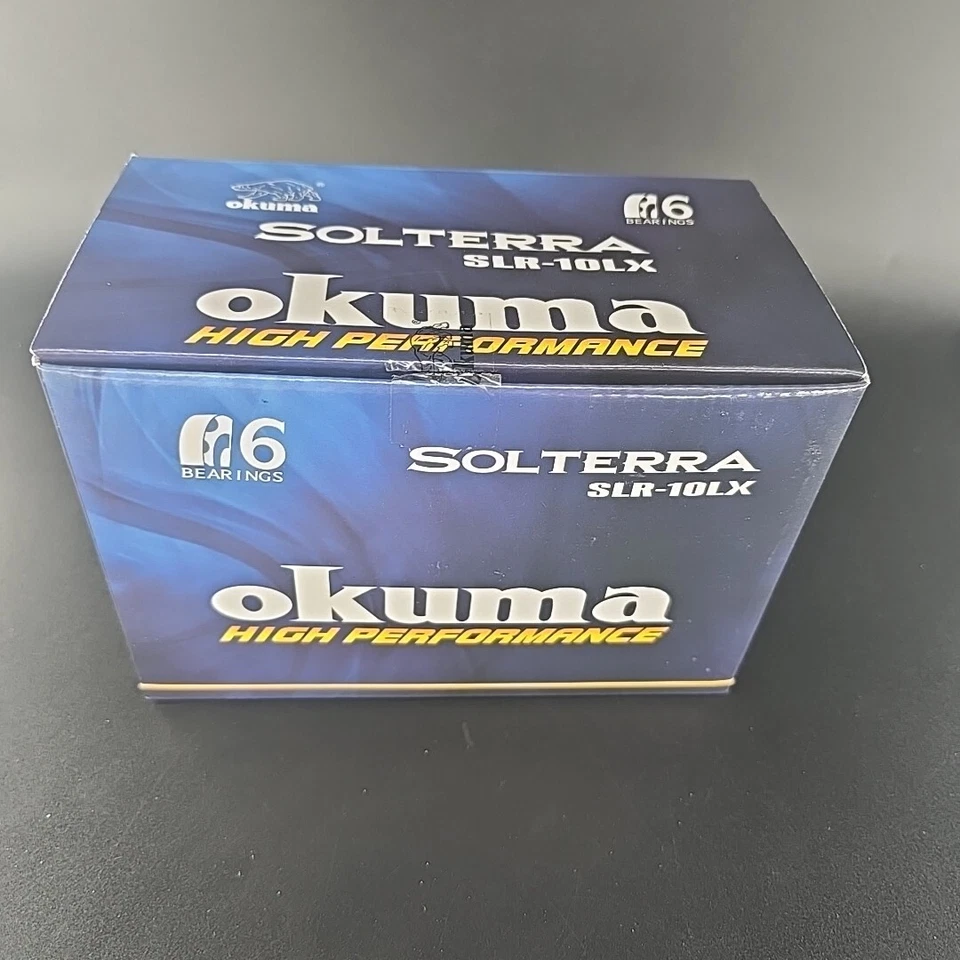 okuma®
6
BEARINGS
SOLTERRA
SLR-10LX
okuma
HIGH PERFORMANCE
6
BEARINGS
SOLTERRA
SLR-10LX
okuma
HIGH PERFORMANCE